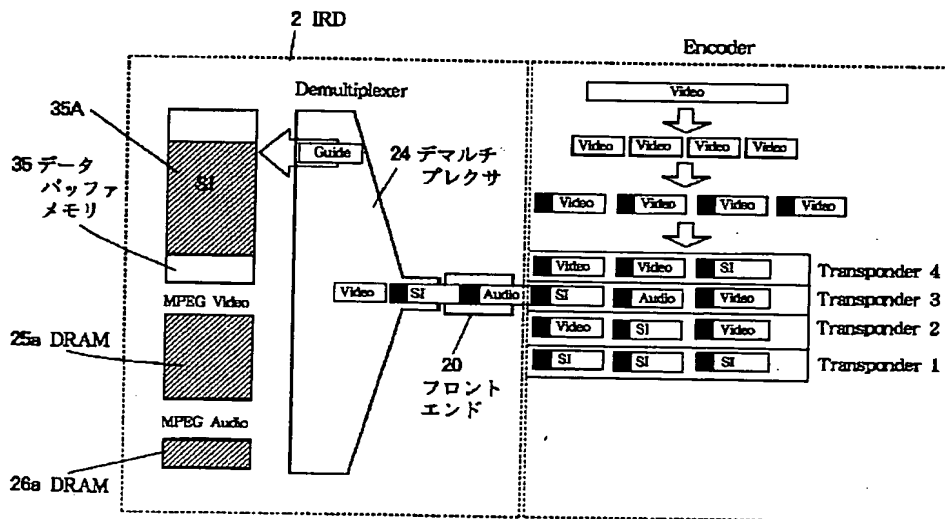 2 IRD
Encoder
Demultiplexer
35A
35 データ
バッファ
メモリ
SI
Guide
24 デマルチ
プレクサ
Video
Video
Video
Video
Video
Video
Video
Video
Video
Video
Video
SI
Transponder 4
MPEG Video
Video
SI
Audio
SI
Audio
Video
Transponder 3
Video
SI
Video
Transponder 2
SI
SI
SI
Transponder 1
25a DRAM
20
フロント
エンド
MPEG Audio
26a DRAM